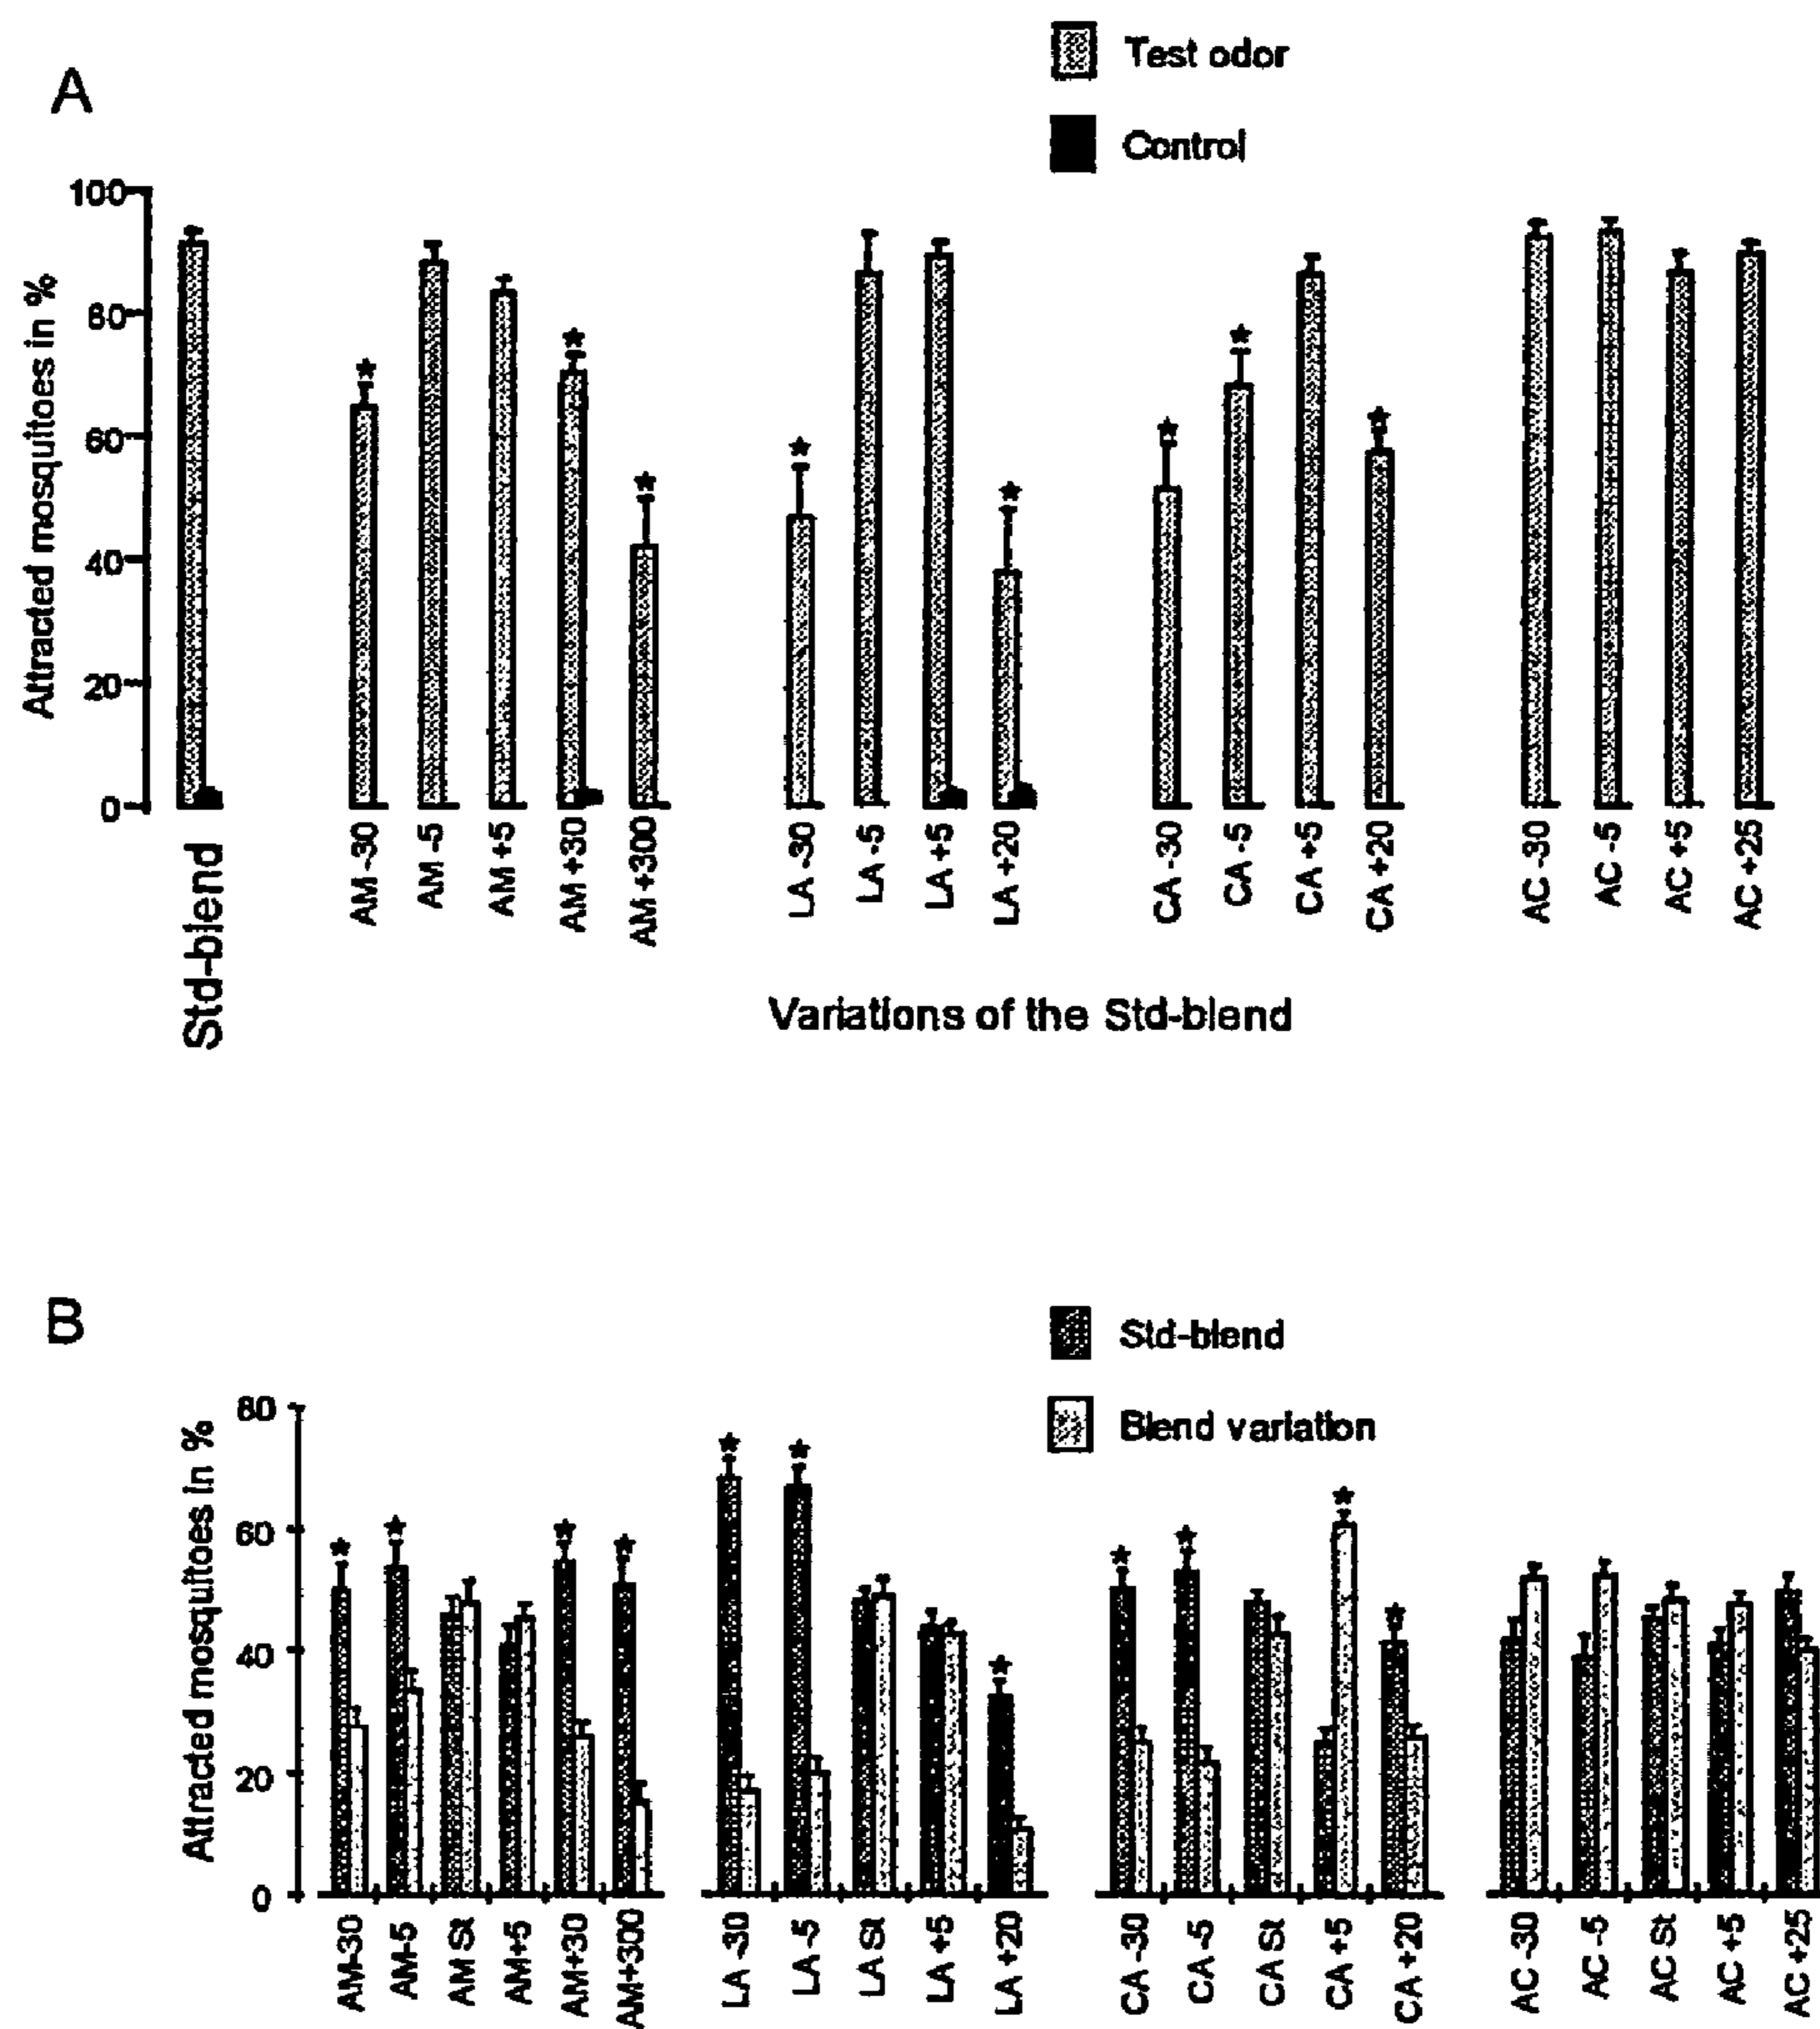 A
Test odor
Control
Attracted mosquitoes in %
100
80
60
40
20
0
* * * * * * * *
Std-blend
AM -30
AM -5
AM +5
AM +30
AM +300
LA -30
LA -5
LA +5
LA +20
CA -30
CA -5
CA +5
CA +20
AC -30
AC -5
AC +5
AC +25
Variations of the Std-blend
B
Std-blend
Blend variation
Attracted mosquitoes in %
80
60
40
20
0
* * * * * * * * * * *
AM-30
AM-5
AM St
AM+5
AM+30
AM+300
LA -30
LA -5
LA St
LA +5
LA +20
CA -30
CA -5
CA St
CA +5
CA +20
AC -30
AC -5
AC St
AC +5
AC +25